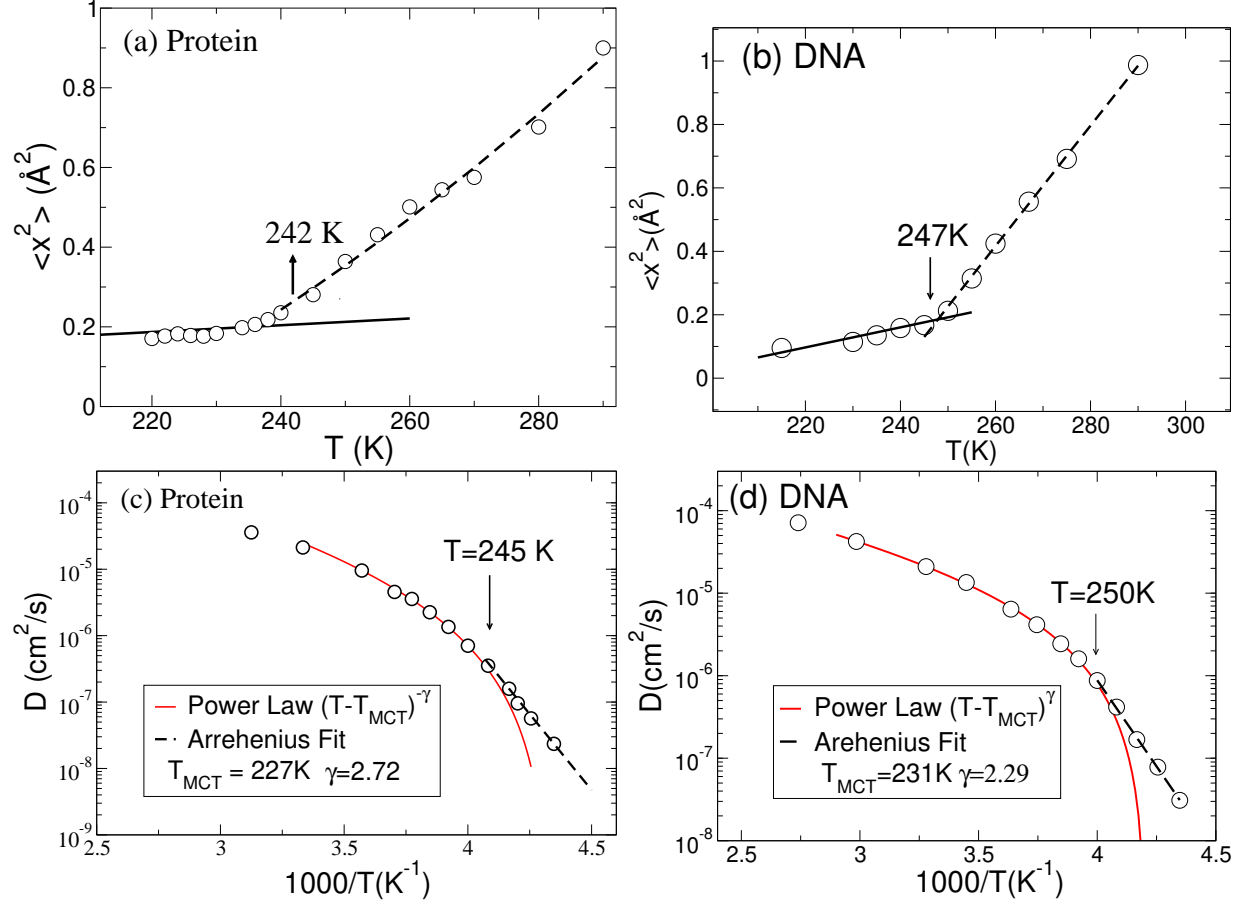 (a) Protein
<x²> (Å²)
1
0.8
0.6
0.4
0.2
0
242 K
220
240
260
280
T (K)
(b) DNA
<x²>(Å²)
1
0.8
0.6
0.4
0.2
0
247K
220
240
260
280
300
T(K)
(c) Protein
D (cm²/s)
10⁻⁴
10⁻⁵
10⁻⁶
10⁻⁷
10⁻⁸
10⁻⁹
T=245 K
Power Law (T-T_MCT)^-γ
Arrehenius Fit
T_MCT = 227K γ=2.72
2.5
3
3.5
4
4.5
1000/T(K⁻¹)
(d) DNA
D(cm²/s)
10⁻⁴
10⁻⁵
10⁻⁶
10⁻⁷
10⁻⁸
T=250K
Power Law (T-T_MCT)^γ
Arehenius Fit
T_MCT=231K γ=2.29
2.5
3
3.5
4
4.5
1000/T(K⁻¹)